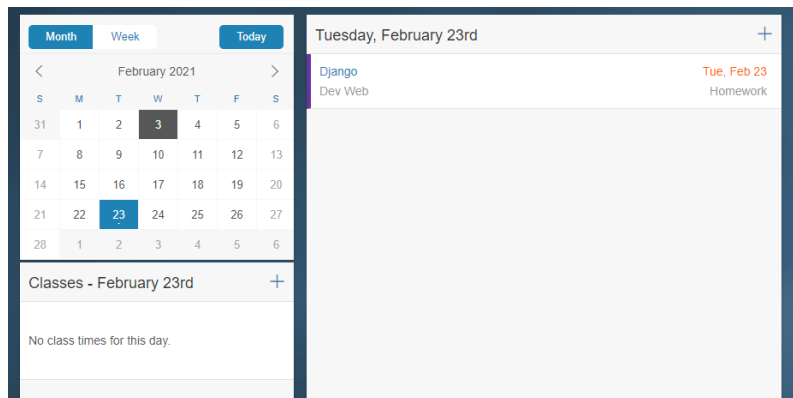 Month Week Today
February 2021
S M T W T F S
31 1 2 3 4 5 6
7 8 9 10 11 12 13
14 15 16 17 18 19 20
21 22 23 24 25 26 27
28 1 2 3 4 5 6
Classes - February 23rd
No class times for this day.
Tuesday, February 23rd
Django Tue, Feb 23
Dev Web Homework